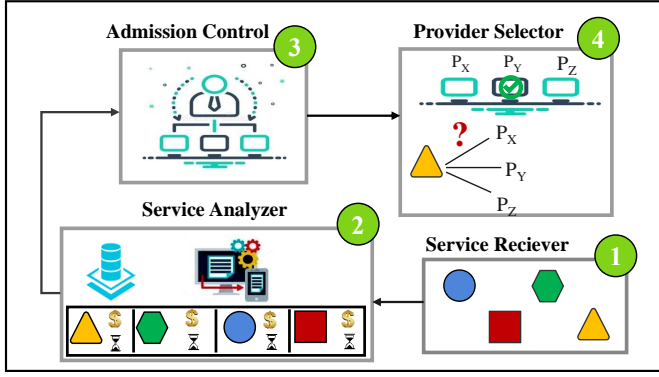 Admission Control
3
Provider Selector
4
PX PY PZ
?
PX
PY
PZ
Service Analyzer
2
Service Reciever
1
$ $ $ $